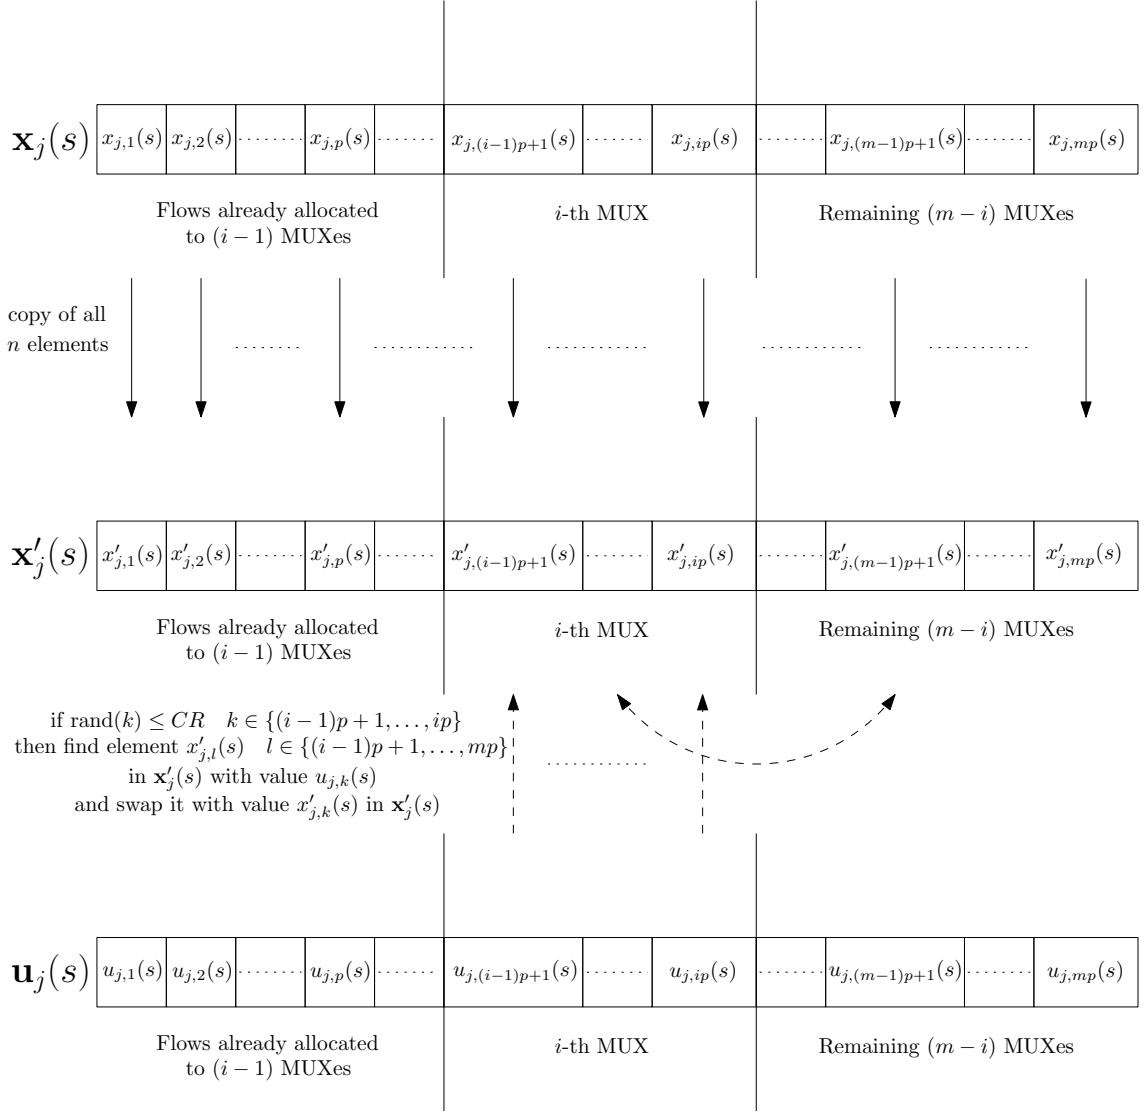 𝐱_j(s) x_{j,1}(s) x_{j,2}(s) ........ x_{j,p}(s) ....... x_{j,(i−1)p+1}(s) ....... x_{j,ip}(s) ........ x_{j,(m−1)p+1}(s) ....... x_{j,mp}(s)
Flows already allocated
to (i − 1) MUXes
i-th MUX
Remaining (m − i) MUXes
copy of all
n elements
𝐱′_j(s) x′_{j,1}(s) x′_{j,2}(s) ........ x′_{j,p}(s) ....... x′_{j,(i−1)p+1}(s) ....... x′_{j,ip}(s) ........ x′_{j,(m−1)p+1}(s) ....... x′_{j,mp}(s)
Flows already allocated
to (i − 1) MUXes
i-th MUX
Remaining (m − i) MUXes
if rand(k) ≤ CR k ∈ {(i − 1)p + 1, . . . , ip}
then find element x′_{j,l}(s) l ∈ {(i − 1)p + 1, . . . , mp}
in 𝐱′_j(s) with value u_{j,k}(s)
and swap it with value x′_{j,k}(s) in 𝐱′_j(s)
𝐮_j(s) u_{j,1}(s) u_{j,2}(s) ........ u_{j,p}(s) ....... u_{j,(i−1)p+1}(s) ....... u_{j,ip}(s) ........ u_{j,(m−1)p+1}(s) ....... u_{j,mp}(s)
Flows already allocated
to (i − 1) MUXes
i-th MUX
Remaining (m − i) MUXes